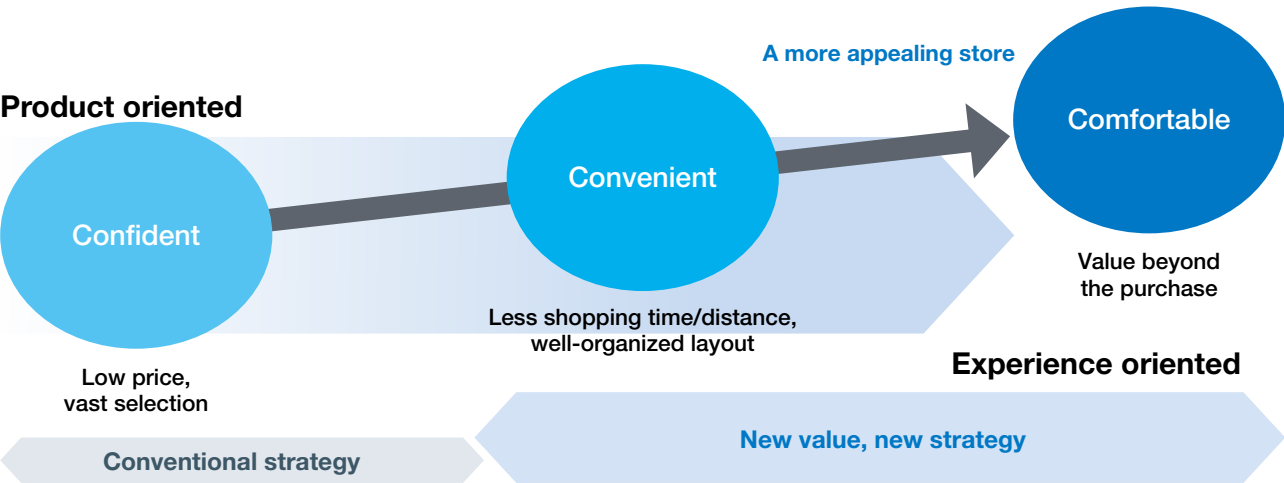 A more appealing store
Product oriented
Comfortable
Convenient
Confident
Value beyond
the purchase
Less shopping time/distance,
well-organized layout
Experience oriented
Low price,
vast selection
New value, new strategy
Conventional strategy